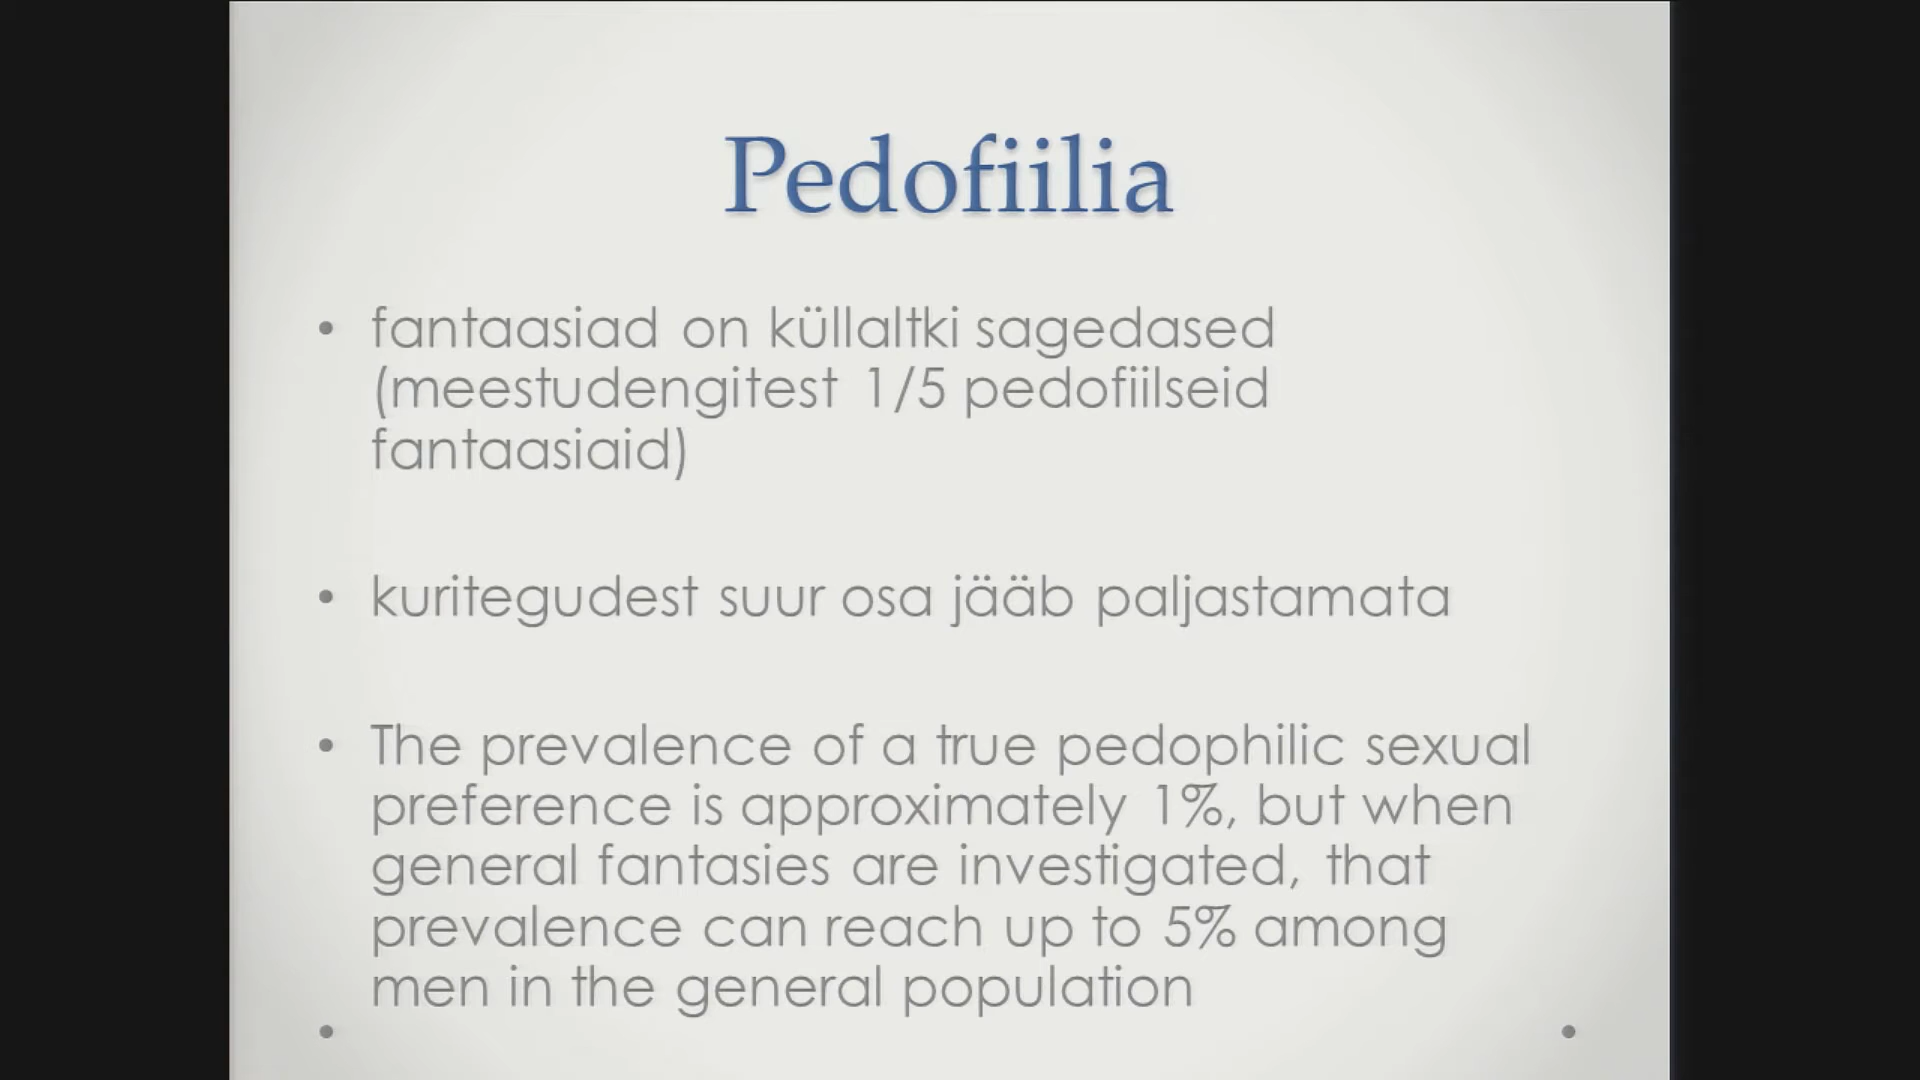 Pedofiilia
• fantaasiad on küllaltki sagedased
(meestudengitest 1/5 pedofiilseid
fantaasiaid)
• kuritegudest suur osa jääb paljastamata
• The prevalence of a true pedophilic sexual
preference is approximately 1%, but when
general fantasies are investigated, that
prevalence can reach up to 5% among
men in the general population